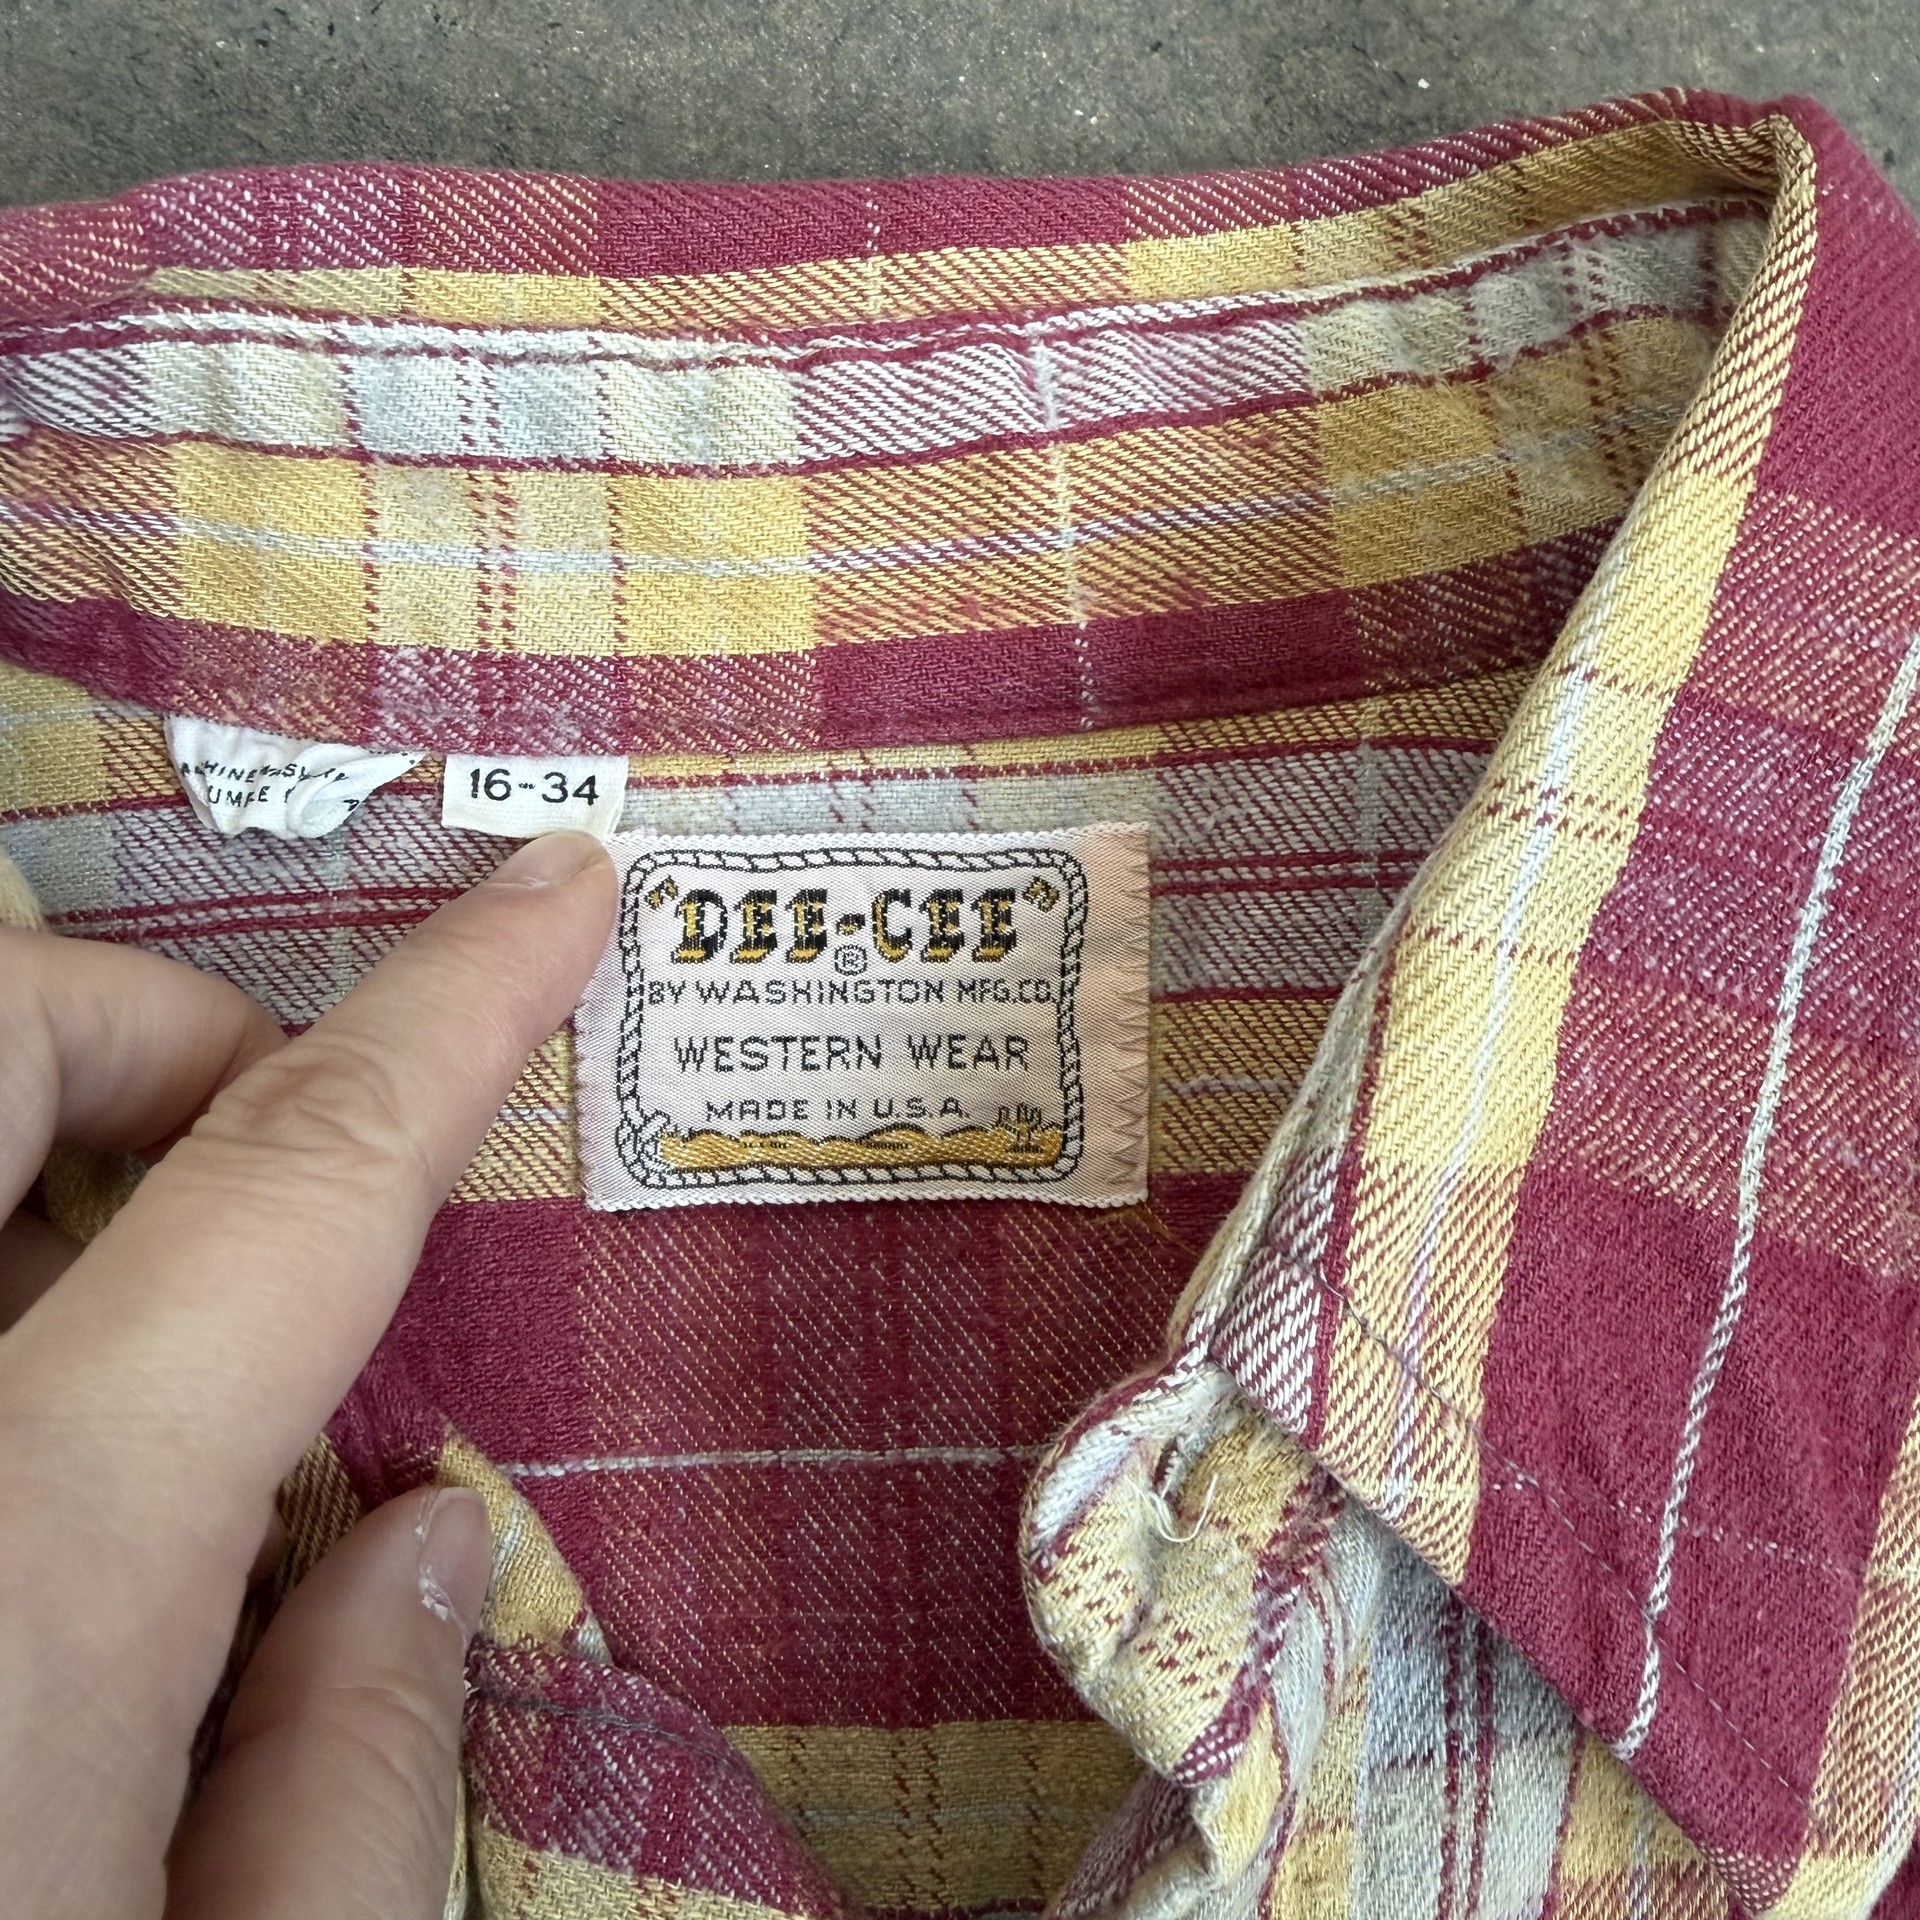 16-34
"DEE-CEE"
®
BY WASHINGTON MFG.CO.
WESTERN WEAR
MADE IN U.S.A.